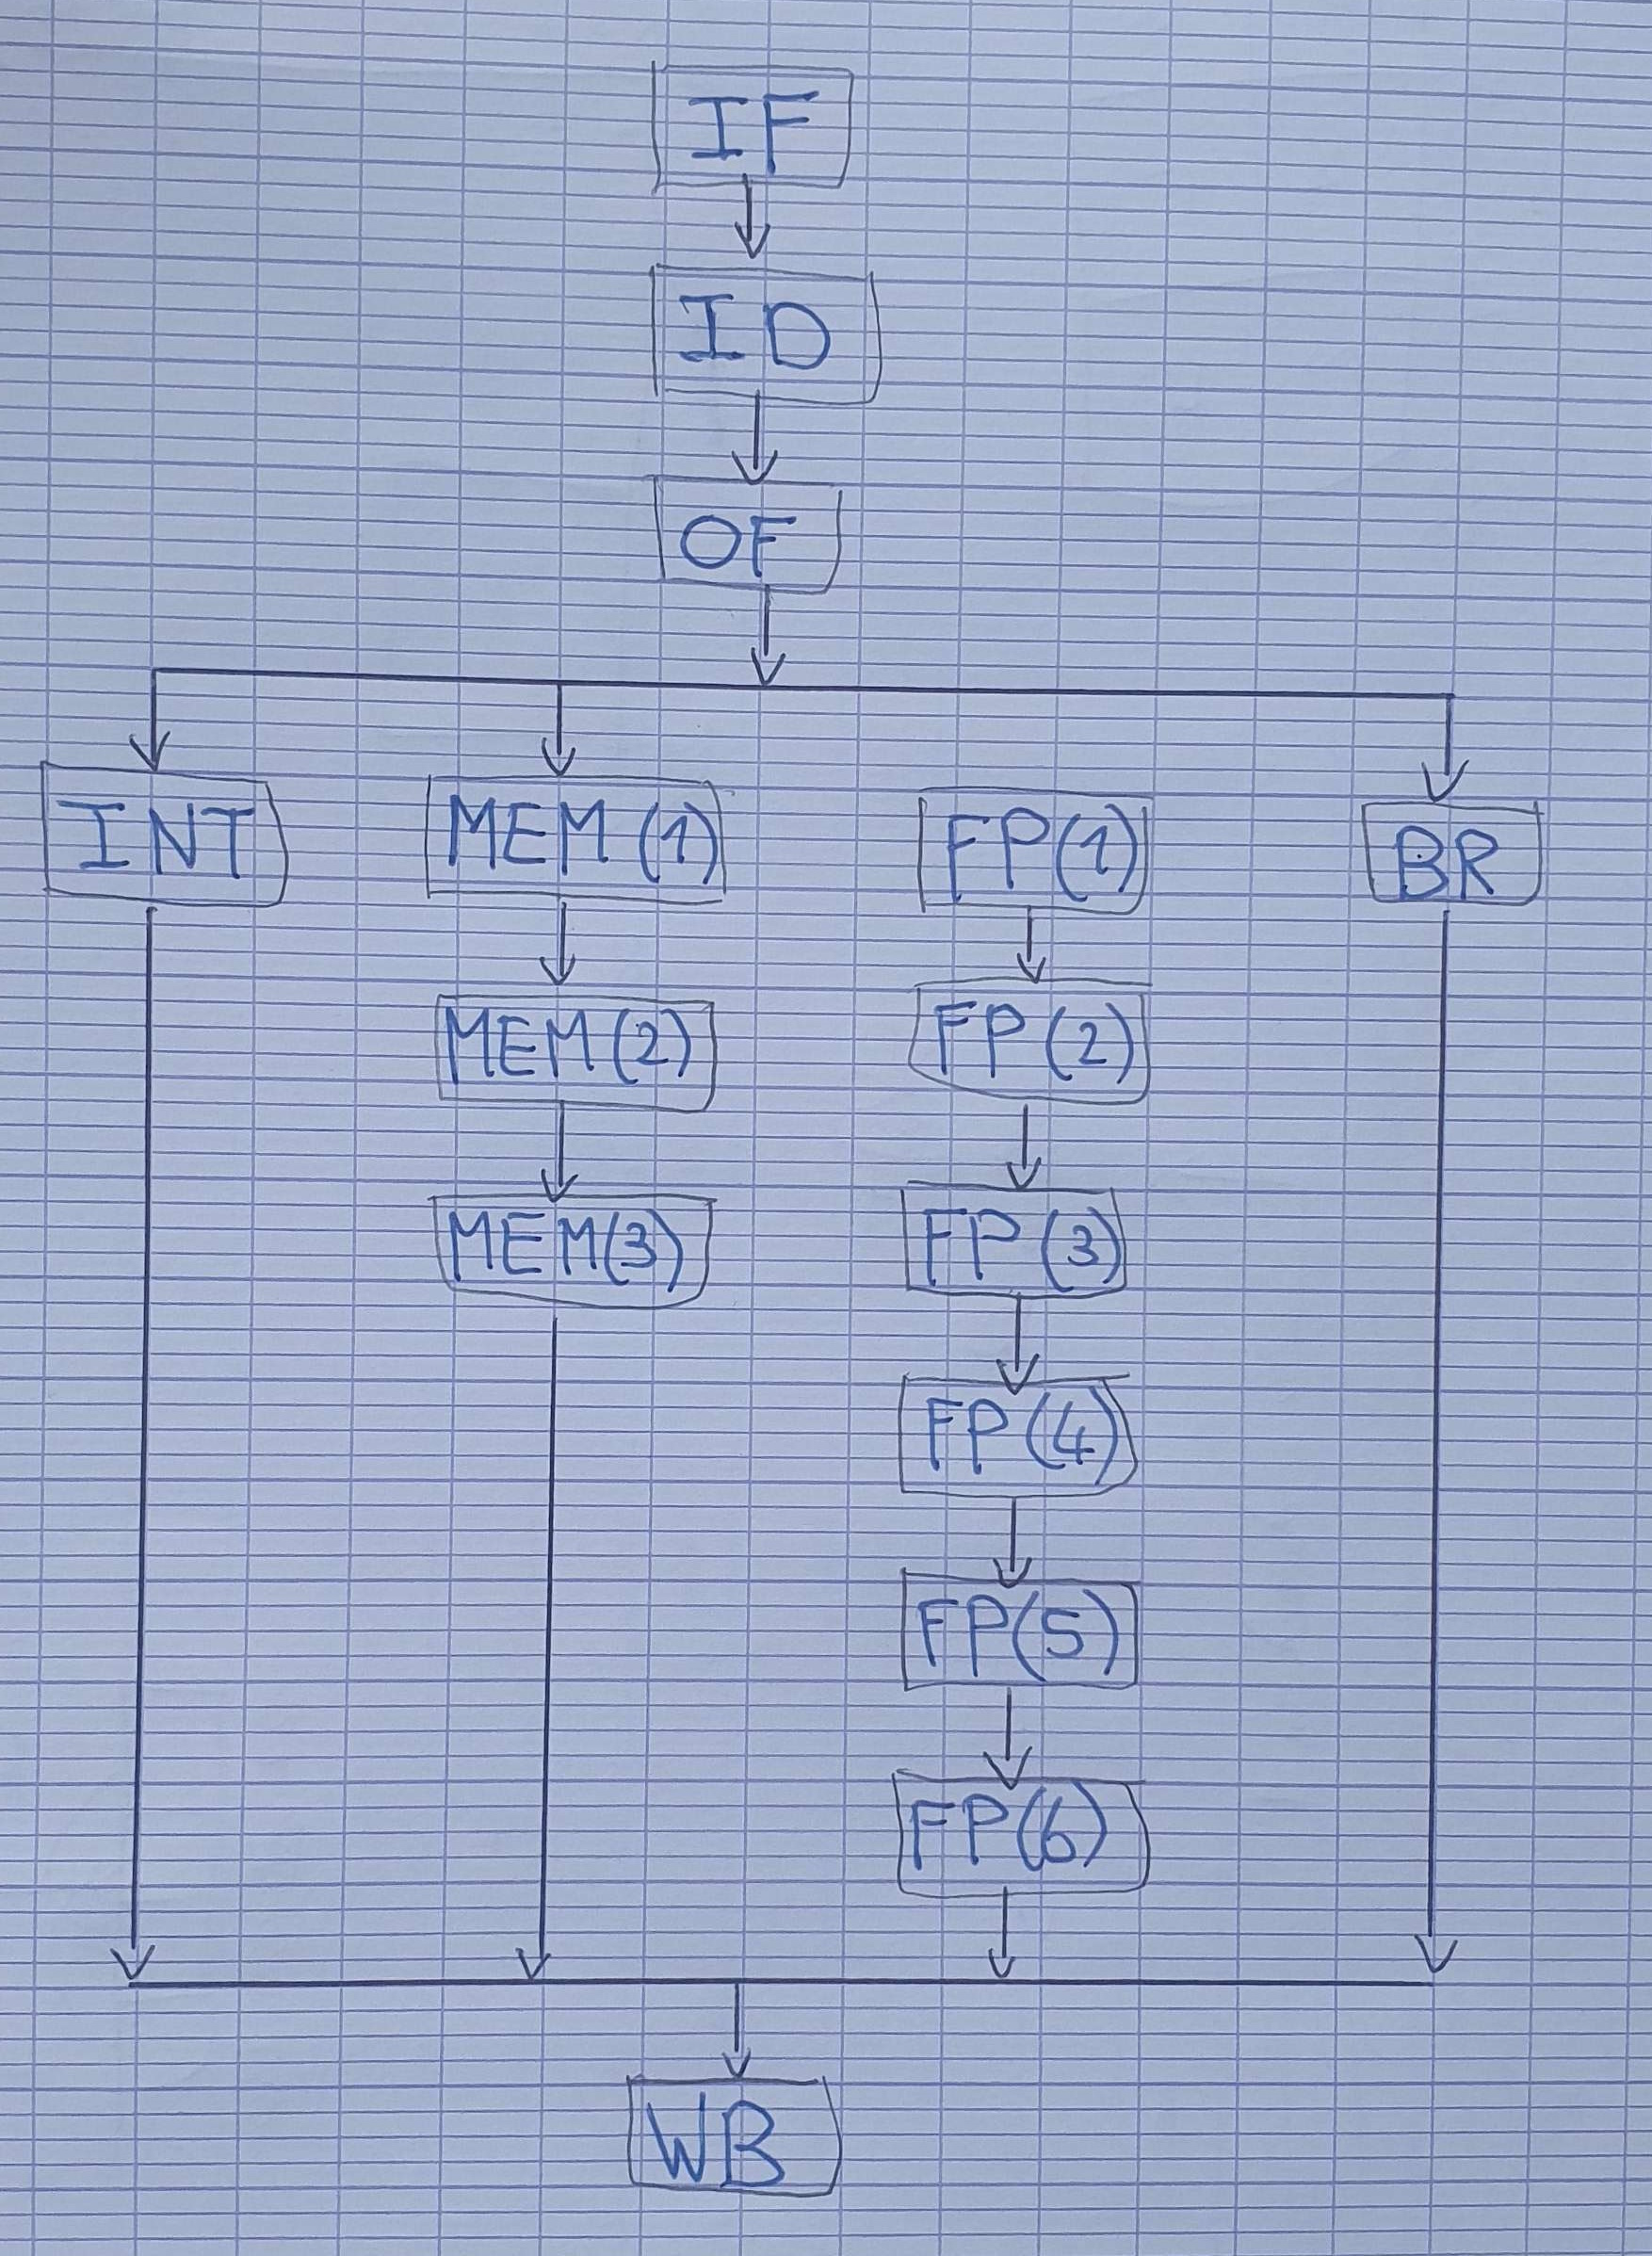 IF
ID
OF
INT MEM(1) FP(1) BR
MEM(2) FP(2)
MEM(3) FP(3)
FP(4)
FP(5)
FP(6)
WB